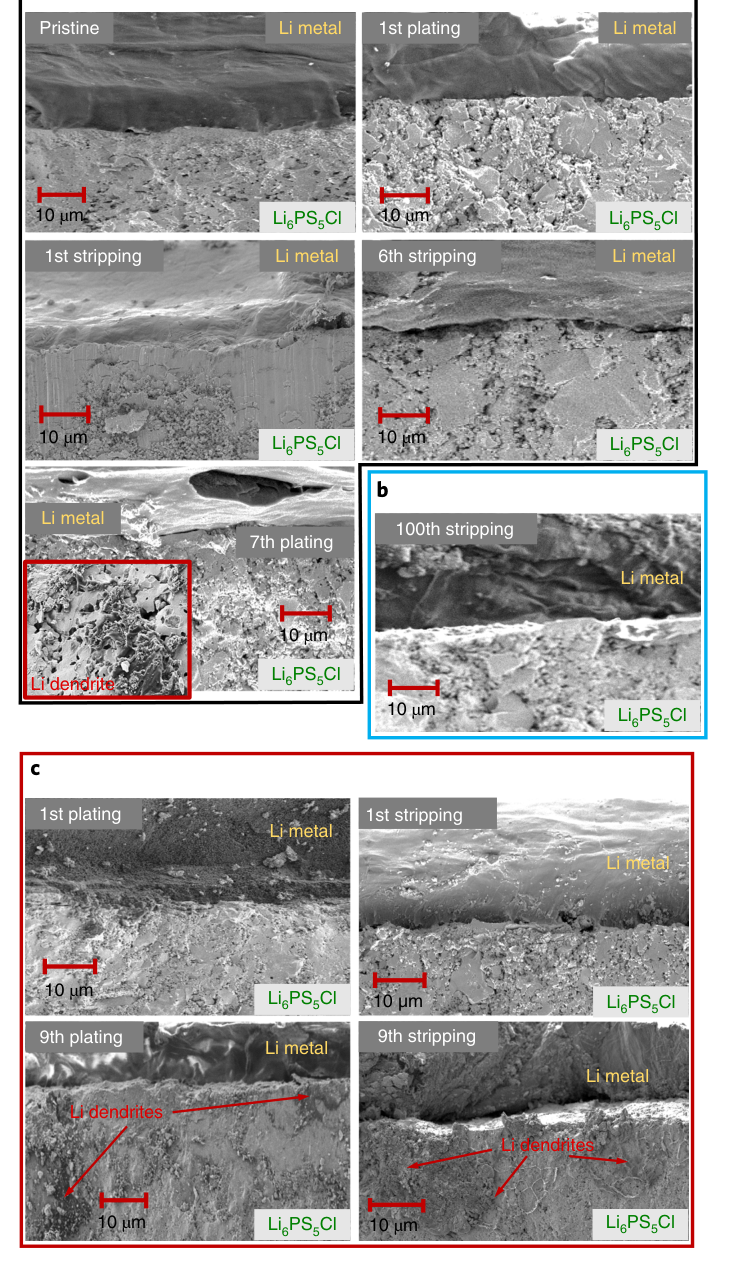 Pristine
Li metal
10 μm
Li₆PS₅Cl
1st plating
Li metal
10 μm
Li₆PS₅Cl
1st stripping
Li metal
10 μm
Li₆PS₅Cl
6th stripping
Li metal
10 μm
Li₆PS₅Cl
Li metal
7th plating
10 μm
Li dendrite
Li₆PS₅Cl
b
100th stripping
Li metal
10 μm
Li₆PS₅Cl
c
1st plating
Li metal
10 μm
Li₆PS₅Cl
1st stripping
Li metal
10 μm
Li₆PS₅Cl
9th plating
Li metal
Li dendrites
10 μm
Li₆PS₅Cl
9th stripping
Li metal
Li dendrites
10 μm
Li₆PS₅Cl